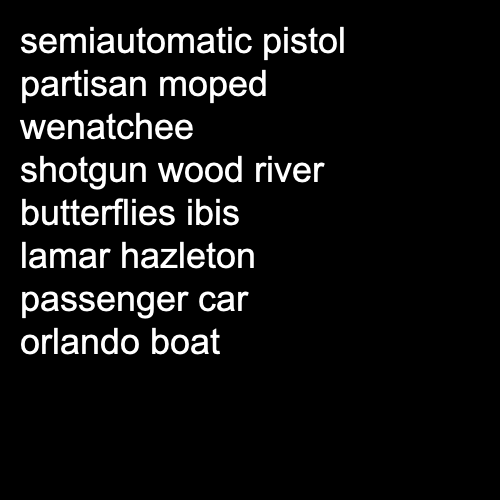 semiautomatic pistol
partisan moped
wenatchee
shotgun wood river
butterflies ibis
lamar hazleton
passenger car
orlando boat